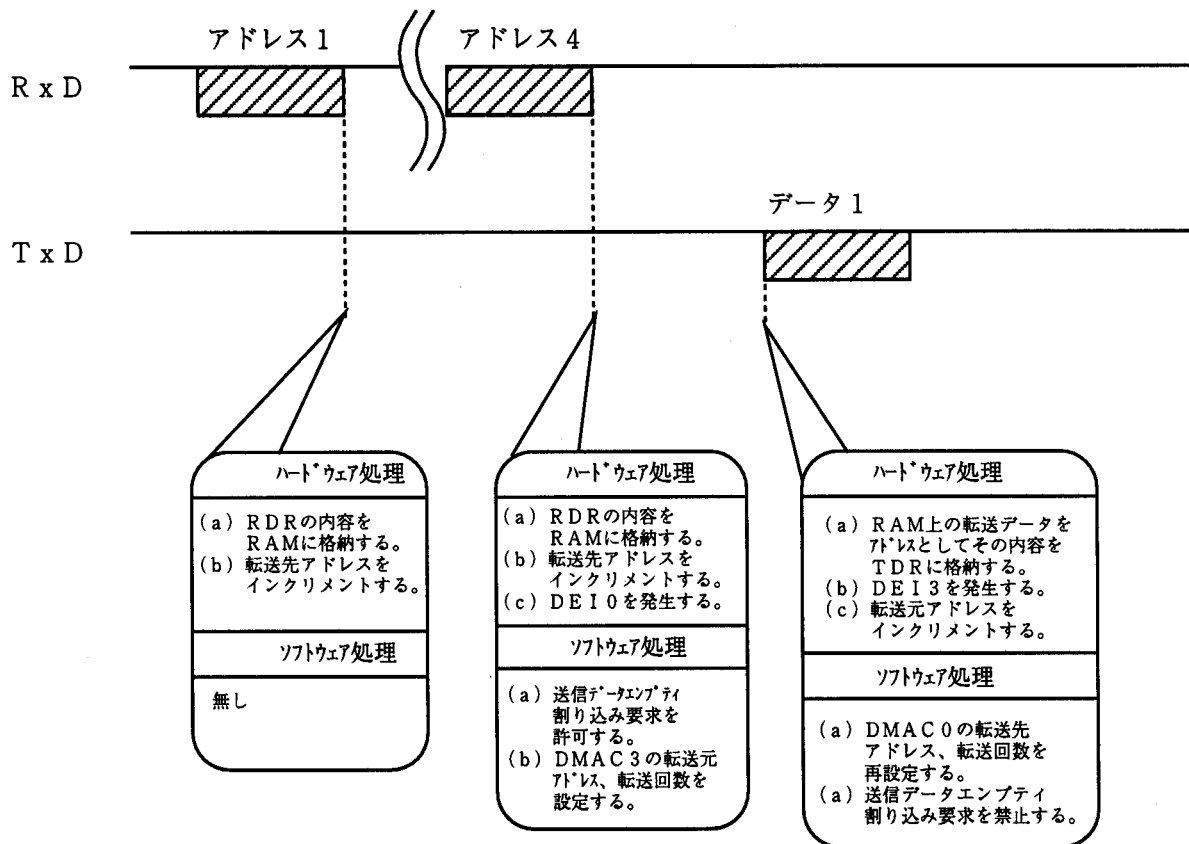 アドレス1
アドレス4
RxD
データ1
TxD
ハードウェア処理
(a) RDRの内容を
RAMに格納する。
(b) 転送先アドレスを
インクリメントする。
ソフトウェア処理
無し
ハードウェア処理
(a) RDRの内容を
RAMに格納する。
(b) 転送先アドレスを
インクリメントする。
(c) DEI0を発生する。
ソフトウェア処理
(a) 送信データエンプティ
割り込み要求を
許可する。
(b) DMAC3の転送元
アドレス、転送回数を
設定する。
ハードウェア処理
(a) RAM上の転送データを
アドレスとしてその内容を
TDRに格納する。
(b) DEI3を発生する。
(c) 転送元アドレスを
インクリメントする。
ソフトウェア処理
(a) DMAC0の転送先
アドレス、転送回数を
再設定する。
(a) 送信データエンプティ
割り込み要求を禁止する。